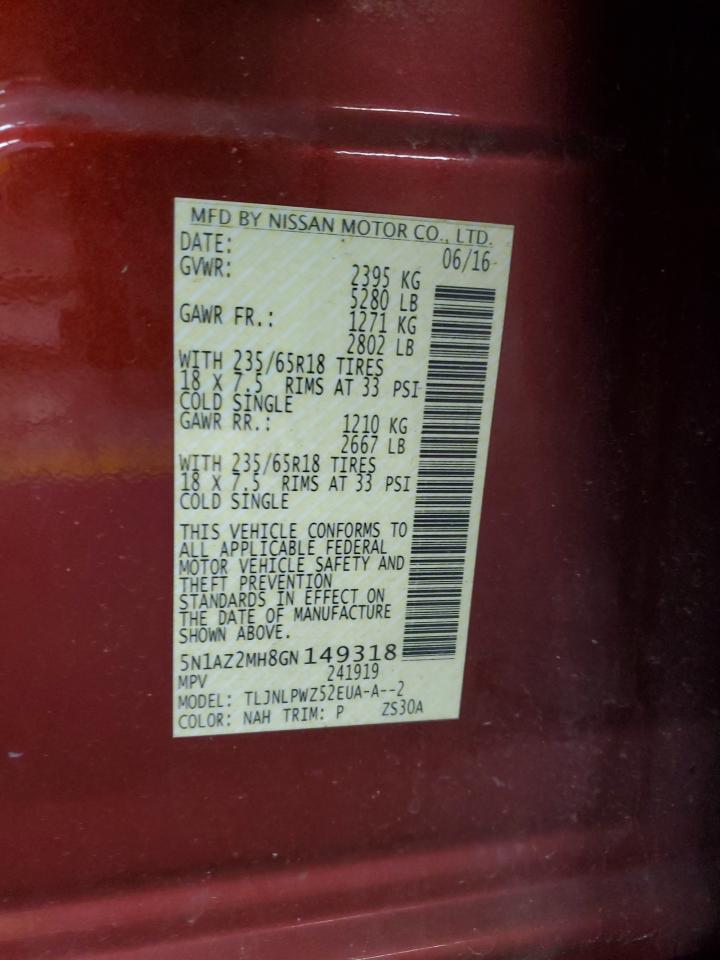 MFD BY NISSAN MOTOR CO., LTD.
DATE: 06/16
GVWR: 2395 KG
5280 LB
GAWR FR.: 1271 KG
2802 LB
WITH 235/65R18 TIRES
18 X 7.5 RIMS AT 33 PSI
COLD SINGLE
GAWR RR.: 1210 KG
2667 LB
WITH 235/65R18 TIRES
18 X 7.5 RIMS AT 33 PSI
COLD SINGLE
THIS VEHICLE CONFORMS TO
ALL APPLICABLE FEDERAL
MOTOR VEHICLE SAFETY AND
THEFT PREVENTION
STANDARDS IN EFFECT ON
THE DATE OF MANUFACTURE
SHOWN ABOVE.
5N1AZ2MH8GN149318
MPV 241919
MODEL: TLJNLPWZ52EUA-A--2
COLOR: NAH TRIM: P ZS30A